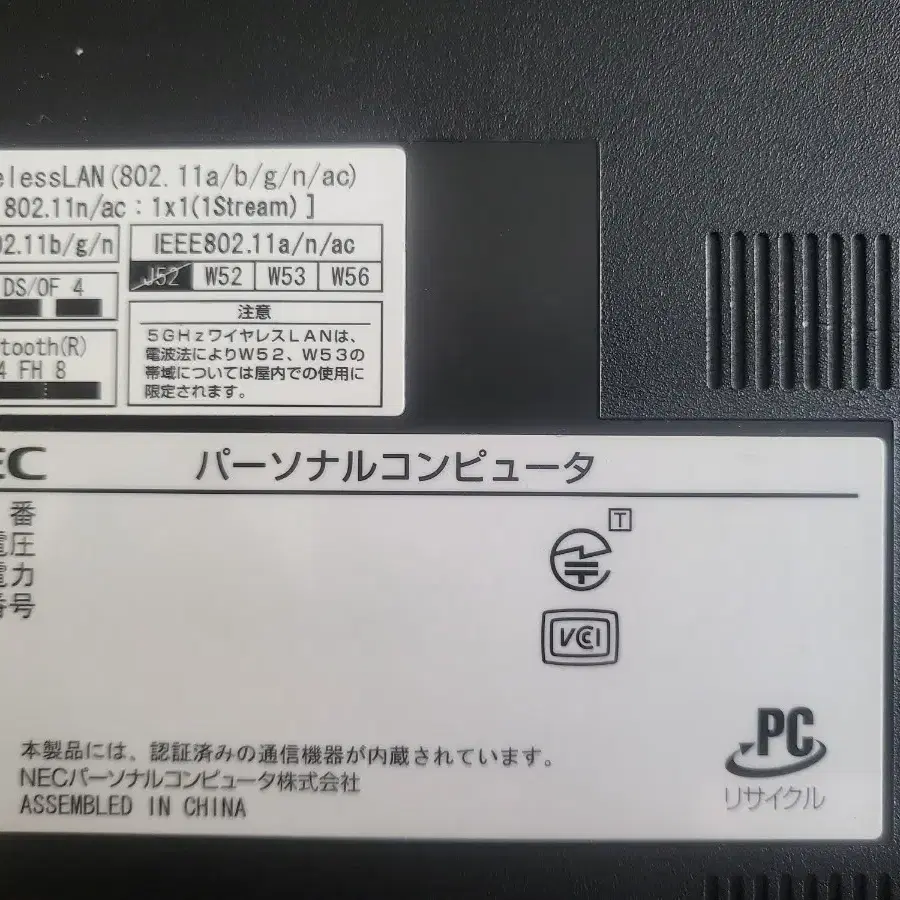 elessLAN(802.11a/b/g/n/ac)
802.11n/ac：1x1(1Stream)]
02.11b/g/n
IEEE802.11a/n/ac
J52 W52 W53 W56
DS/OF 4
注意
5GHzワイヤレスLANは、
電波法によりW52、W53の
帯域については屋内での使用に
限定されます。
tooth(R)
4 FH 8
EC
パーソナルコンピュータ
番
電圧
電力
番号
T
VCCI
本製品には、認証済みの通信機器が内蔵されています。
NECパーソナルコンピュータ株式会社
ASSEMBLED IN CHINA
PC
リサイクル